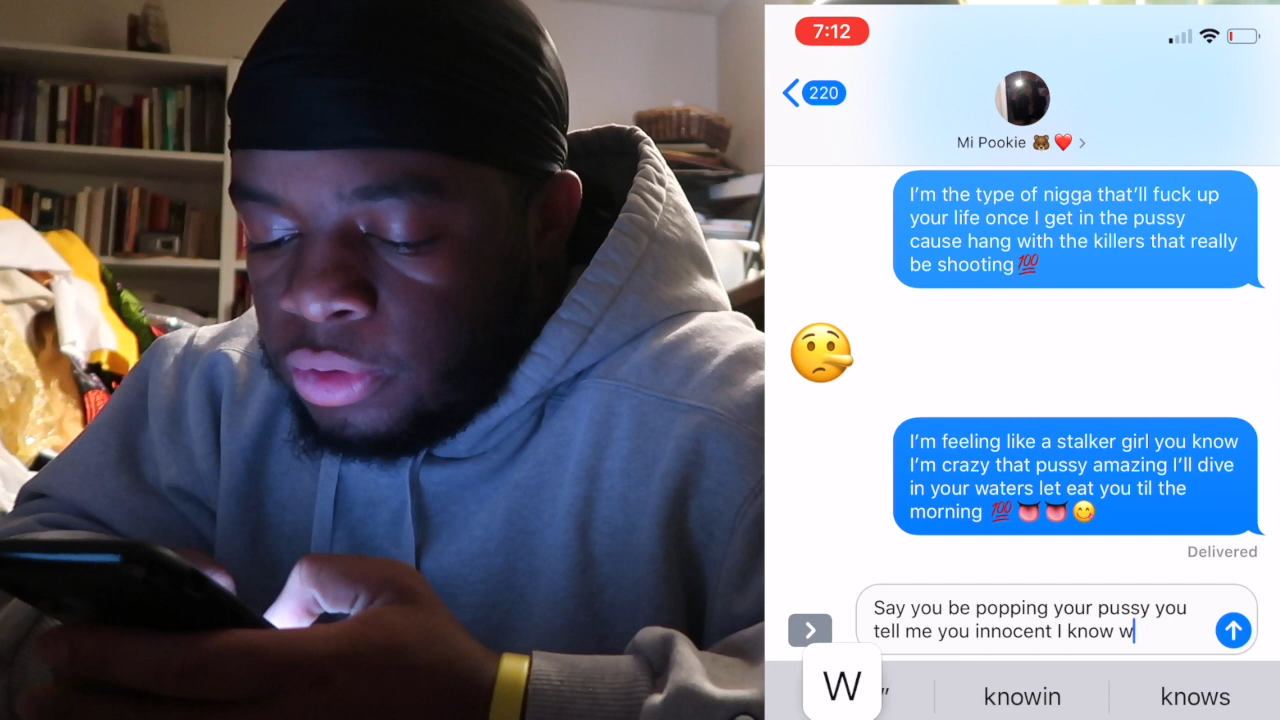 7:12
220
Mi Pookie 🐻❤️ >
I'm the type of nigga that'll fuck up
your life once I get in the pussy
cause hang with the killers that really
be shooting💯
I'm feeling like a stalker girl you know
I'm crazy that pussy amazing I'll dive
in your waters let eat you til the
morning 💯👅👅😋
Delivered
Say you be popping your pussy you
tell me you innocent I know w
W
" knowin knows